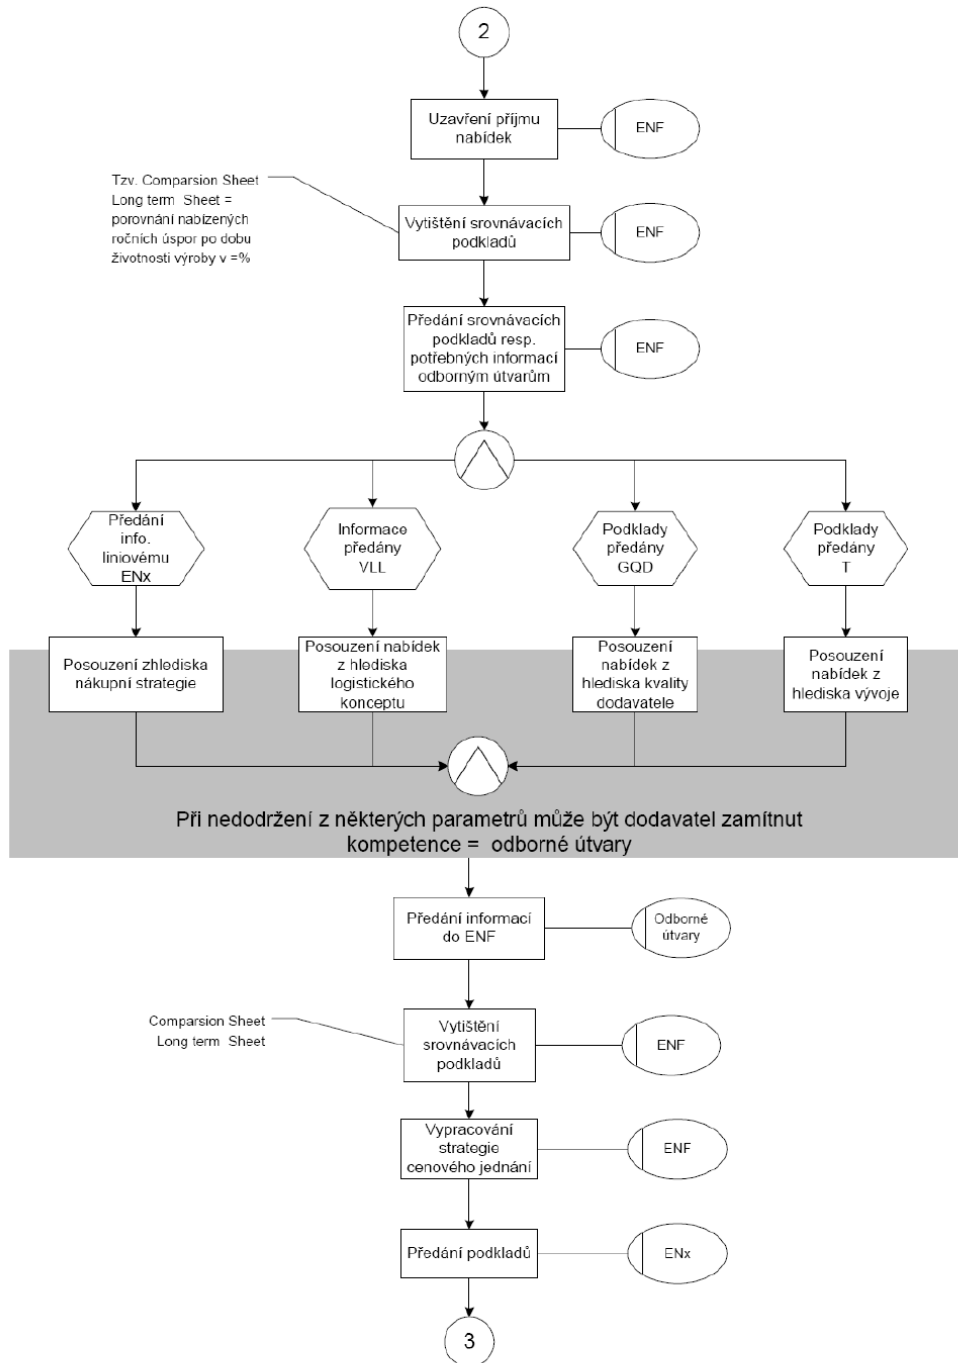 2
Uzavření příjmu
nabídek
ENF
Tzv. Comparsion Sheet
Long term  Sheet =
porovnání nabízených
ročních úspor po dobu
životnosti výroby v =%
Vytištění srovnávacích
podkladů
ENF
Předání srovnávacích
podkladů resp.
potřebných informací
odborným útvarům
ENF
Předání
info.
liniovému
ENx
Informace
předány
VLL
Podklady
předány
GQD
Podklady
předány
T
Posouzení zhlediska
nákupní strategie
Posouzení nabídek
z hlediska
logistického
konceptu
Posouzení
nabídek z
hlediska kvality
dodavatele
Posouzení
nabídek z
hlediska vývoje
Při nedodržení z některých parametrů může být dodavatel zamítnut
kompetence =  odborné útvary
Předání informací
do ENF
Odborné
útvary
Comparsion Sheet
Long term  Sheet
Vytištění
srovnávacích
podkladů
ENF
Vypracování
strategie
cenového jednání
ENF
Předání podkladů
ENx
3